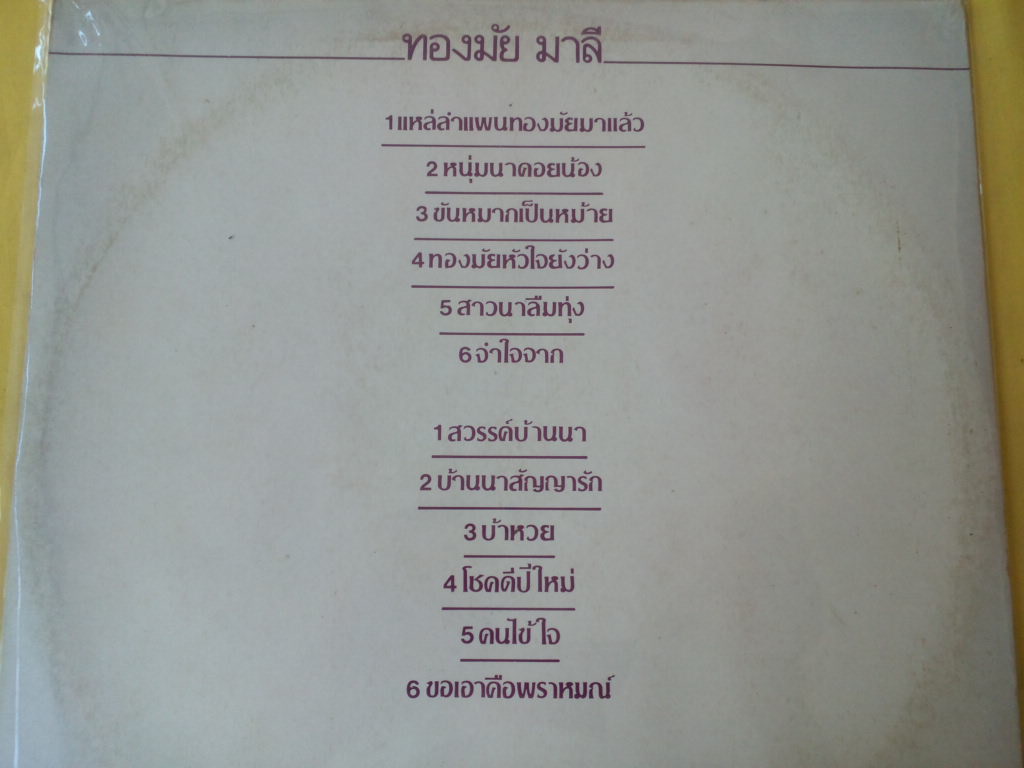 ทองมัย มาลี
1 แหล่ลำแพนทองมัยมาแล้ว
2 หนุ่มนาคอยน้อง
3 ขันหมากเป็นหม้าย
4 ทองมัยหัวใจยังว่าง
5 สาวนาลืมทุ่ง
6 จำใจจาก
1 สวรรค์บ้านนา
2 บ้านนาสัญญารัก
3 บ้าหวย
4 โชคดีปีใหม่
5 คนไข้ใจ
6 ขอเอาคือพราหมณ์